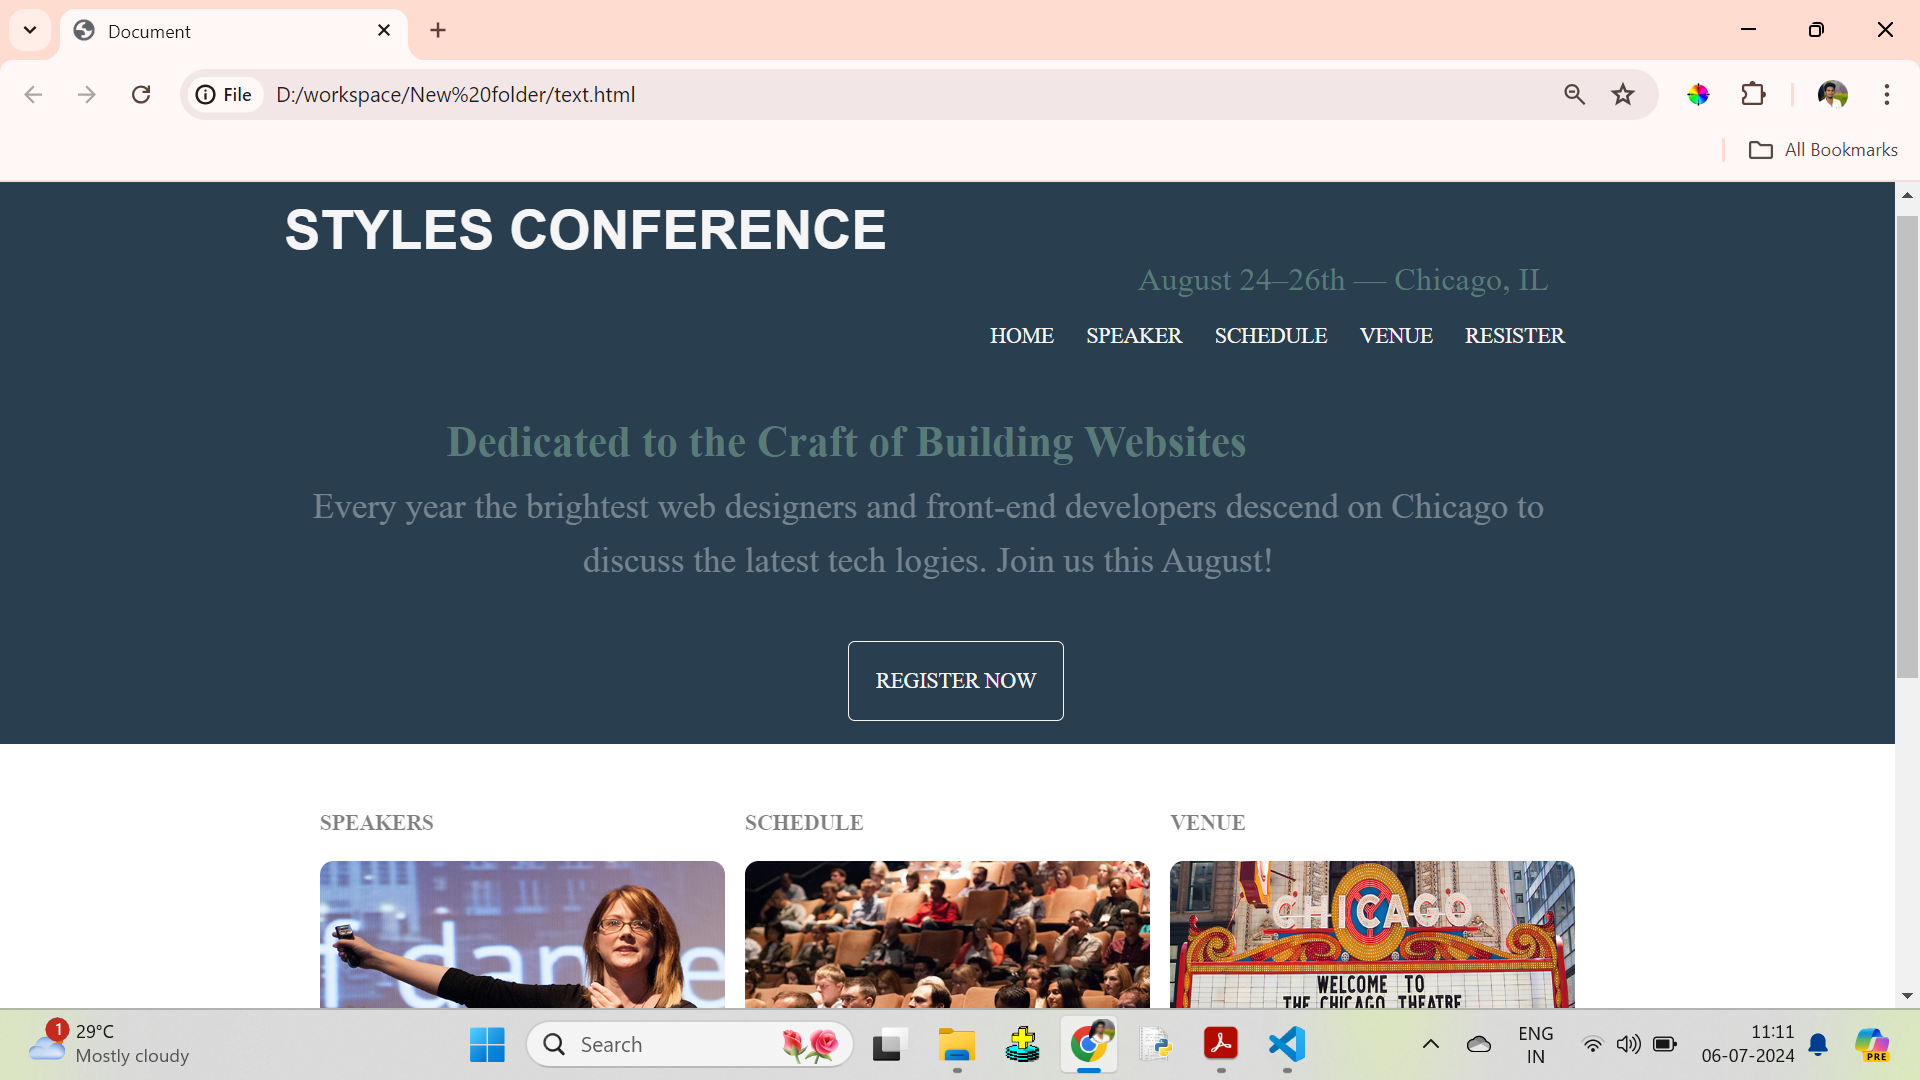 Document
File
D:/workspace/New%20folder/text.html
All Bookmarks
STYLES CONFERENCE
August 24–26th — Chicago, IL
HOME SPEAKER SCHEDULE VENUE RESISTER
Dedicated to the Craft of Building Websites
Every year the brightest web designers and front-end developers descend on Chicago to
discuss the latest tech logies. Join us this August!
REGISTER NOW
SPEAKERS SCHEDULE VENUE
f dance
CHICAGO
WELCOME TO
THE CHICAGO THEATRE
1
29°C
Mostly cloudy
Search
ENG
IN
11:11
06-07-2024
PRE